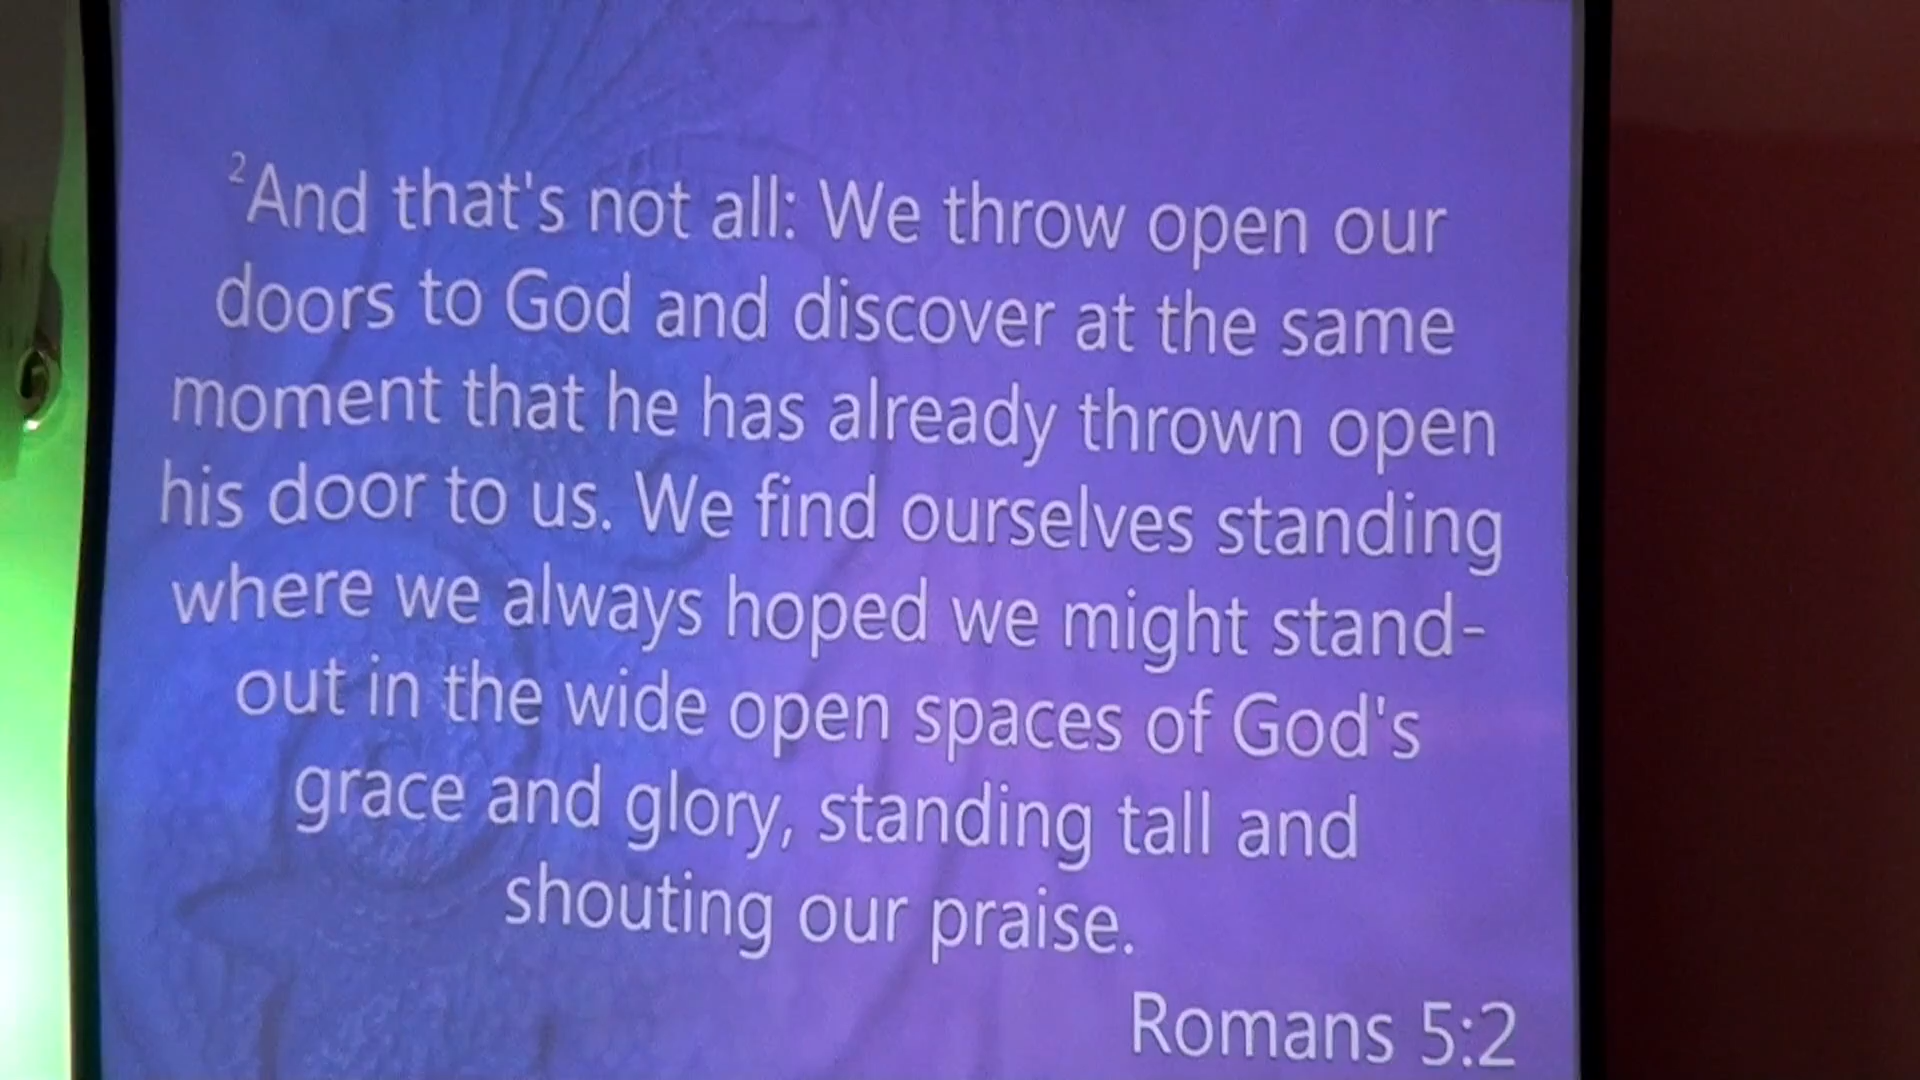 ²And that's not all: We throw open our
doors to God and discover at the same
moment that he has already thrown open
his door to us. We find ourselves standing
where we always hoped we might stand-
out in the wide open spaces of God's
grace and glory, standing tall and
shouting our praise.
Romans 5:2